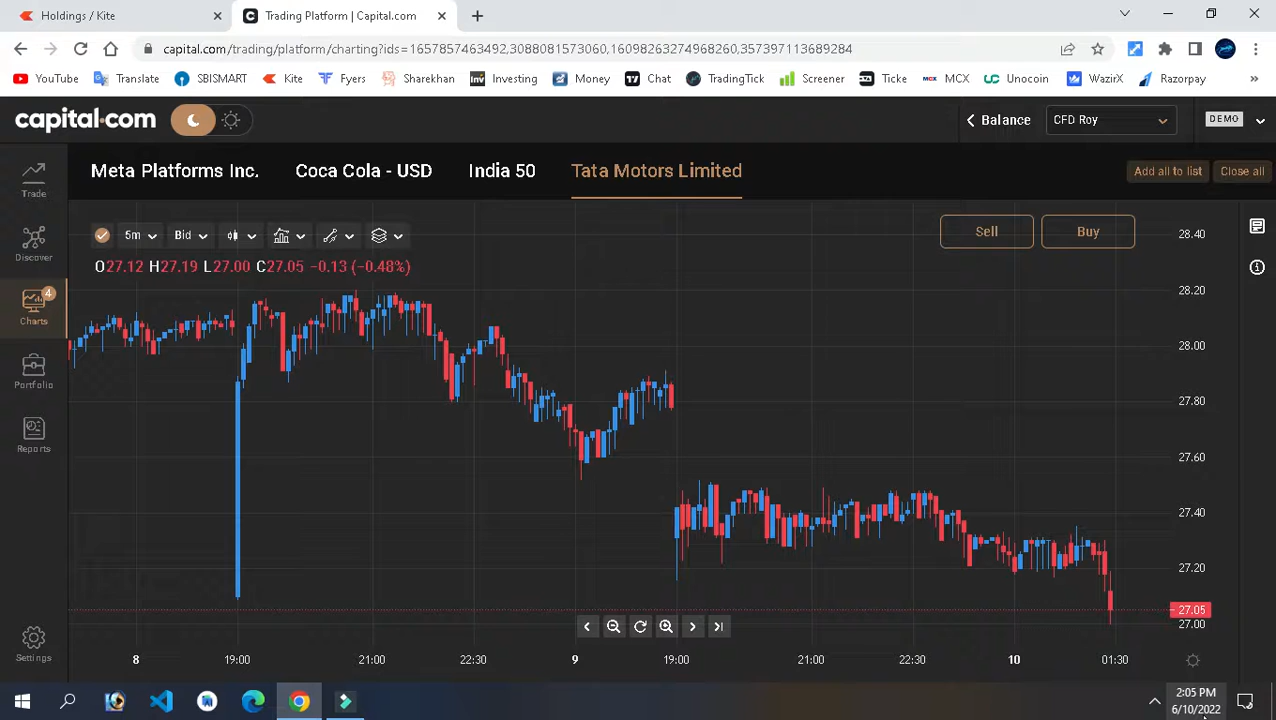 Holdings / Kite
Trading Platform | Capital.com
capital.com/trading/platform/charting?ids=1657857463492,3088081573060,16098263274968260,357397113689284
YouTube Translate SBISMART Kite Fyers Sharekhan Investing Money Chat TradingTick Screener Ticke MCX Unocoin WazirX Razorpay
capital.com
Balance
CFD Roy
DEMO
Meta Platforms Inc. Coca Cola - USD India 50 Tata Motors Limited
Add all to list Close all
Trade
Discover
4
Charts
Portfolio
Reports
Settings
5m Bid
Sell Buy
O27.12 H27.19 L27.00 C27.05 −0.13 (−0.48%)
28.40
28.20
28.00
27.80
27.60
27.40
27.20
27.05
27.00
8 19:00 21:00 22:30 9 19:00 21:00 22:30 10 01:30
2:05 PM
6/10/2022